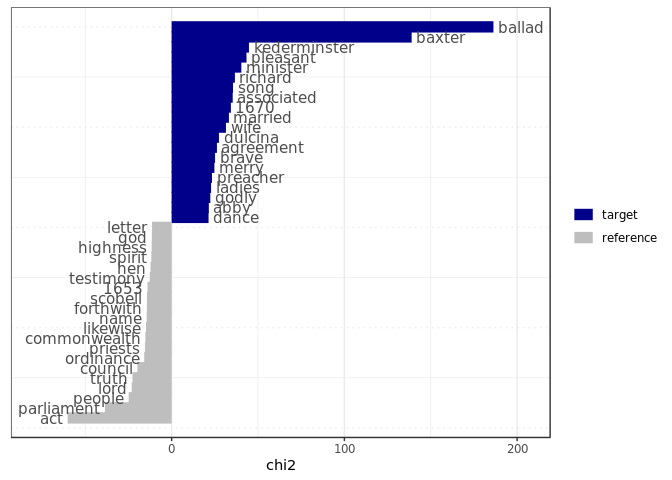 ballad
baxter
kederminster
pleasant
minister
richard
song
associated
1670
married
wife
dulcina
agreement
brave
merry
preacher
ladies
godly
abby
dance
letter
god
highness
spirit
hen
testimony
1653
scobell
forthwith
name
likewise
commonwealth
priests
ordinance
council
truth
lord
people
parliament
act
target
reference
0 100 200
chi2